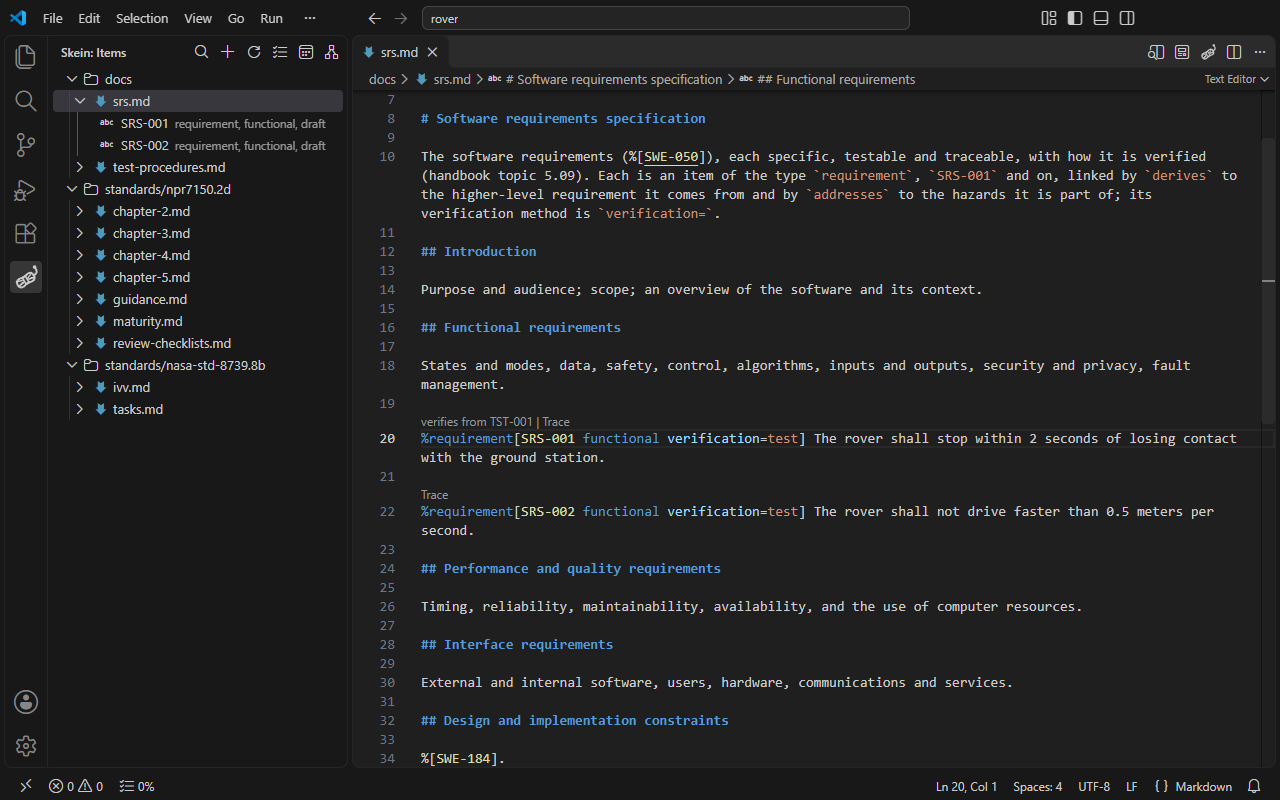 File Edit Selection View Go Run ···
rover
Skein: Items
docs
srs.md
SRS-001 requirement, functional, draft
SRS-002 requirement, functional, draft
test-procedures.md
standards/npr7150.2d
chapter-2.md
chapter-3.md
chapter-4.md
chapter-5.md
guidance.md
maturity.md
review-checklists.md
standards/nasa-std-8739.8b
ivv.md
tasks.md
srs.md
docs > srs.md > abc # Software requirements specification > abc ## Functional requirements
Text Editor
7
8 # Software requirements specification
9
10 The software requirements (%[SWE-050]), each specific, testable and traceable, with how it is verified
(handbook topic 5.09). Each is an item of the type `requirement`, `SRS-001` and on, linked by `derives` to
the higher-level requirement it comes from and by `addresses` to the hazards it is part of; its
verification method is `verification=`.
11
12 ## Introduction
13
14 Purpose and audience; scope; an overview of the software and its context.
15
16 ## Functional requirements
17
18 States and modes, data, safety, control, algorithms, inputs and outputs, security and privacy, fault
management.
19
verifies from TST-001 | Trace
20 %requirement[SRS-001 functional verification=test] The rover shall stop within 2 seconds of losing contact
with the ground station.
21
Trace
22 %requirement[SRS-002 functional verification=test] The rover shall not drive faster than 0.5 meters per
second.
23
24 ## Performance and quality requirements
25
26 Timing, reliability, maintainability, availability, and the use of computer resources.
27
28 ## Interface requirements
29
30 External and internal software, users, hardware, communications and services.
31
32 ## Design and implementation constraints
33
34 %[SWE-184].
0 0 0%
Ln 20, Col 1 Spaces: 4 UTF-8 LF { } Markdown